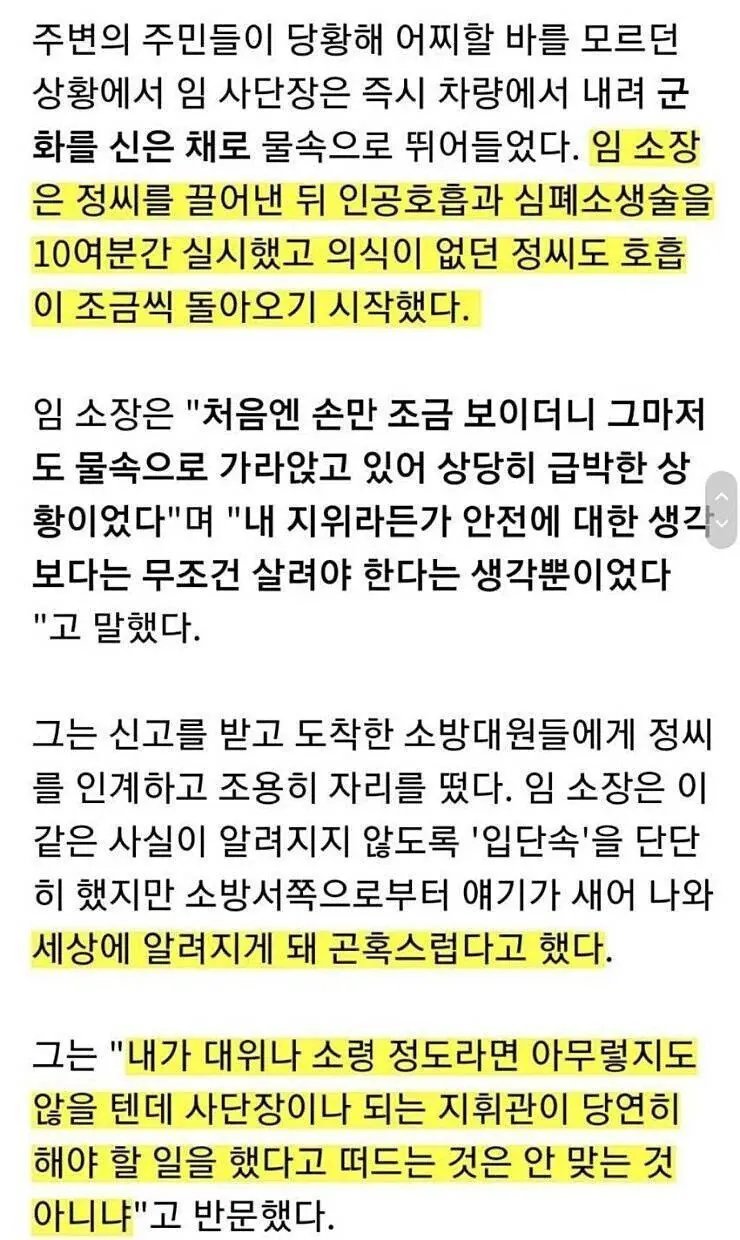 주변의 주민들이 당황해 어찌할 바를 모르던
상황에서 임 사단장은 즉시 차량에서 내려 군
화를 신은 채로 물속으로 뛰어들었다. 임 소장
은 정씨를 끌어낸 뒤 인공호흡과 심폐소생술을
10여분간 실시했고 의식이 없던 정씨도 호흡
이 조금씩 돌아오기 시작했다.
임 소장은 "처음엔 손만 조금 보이더니 그마저
도 물속으로 가라앉고 있어 상당히 급박한 상
황이었다"며 "내 지위라든가 안전에 대한 생각
보다는 무조건 살려야 한다는 생각뿐이었다
"고 말했다.
그는 신고를 받고 도착한 소방대원들에게 정씨
를 인계하고 조용히 자리를 떴다. 임 소장은 이
같은 사실이 알려지지 않도록 '입단속'을 단단
히 했지만 소방서쪽으로부터 얘기가 새어 나와
세상에 알려지게 돼 곤혹스럽다고 했다.
그는 "내가 대위나 소령 정도라면 아무렇지도
않을 텐데 사단장이나 되는 지휘관이 당연히
해야 할 일을 했다고 떠드는 것은 안 맞는 것
아니냐"고 반문했다.